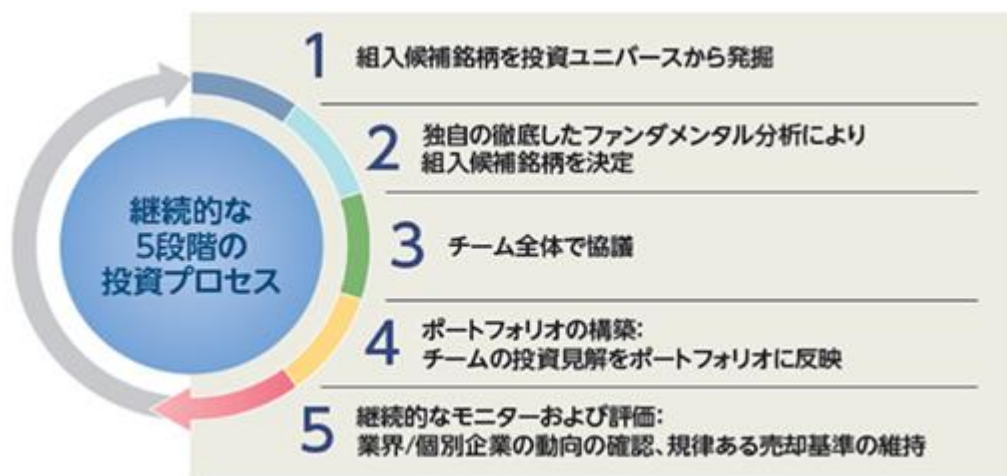 継続的な
5段階の
投資プロセス
1 組入候補銘柄を投資ユニバースから発掘
2 独自の徹底したファンダメンタル分析により
組入候補銘柄を決定
3 チーム全体で協議
4 ポートフォリオの構築:
チームの投資見解をポートフォリオに反映
5 継続的なモニターおよび評価:
業界/個別企業の動向の確認、規律ある売却基準の維持